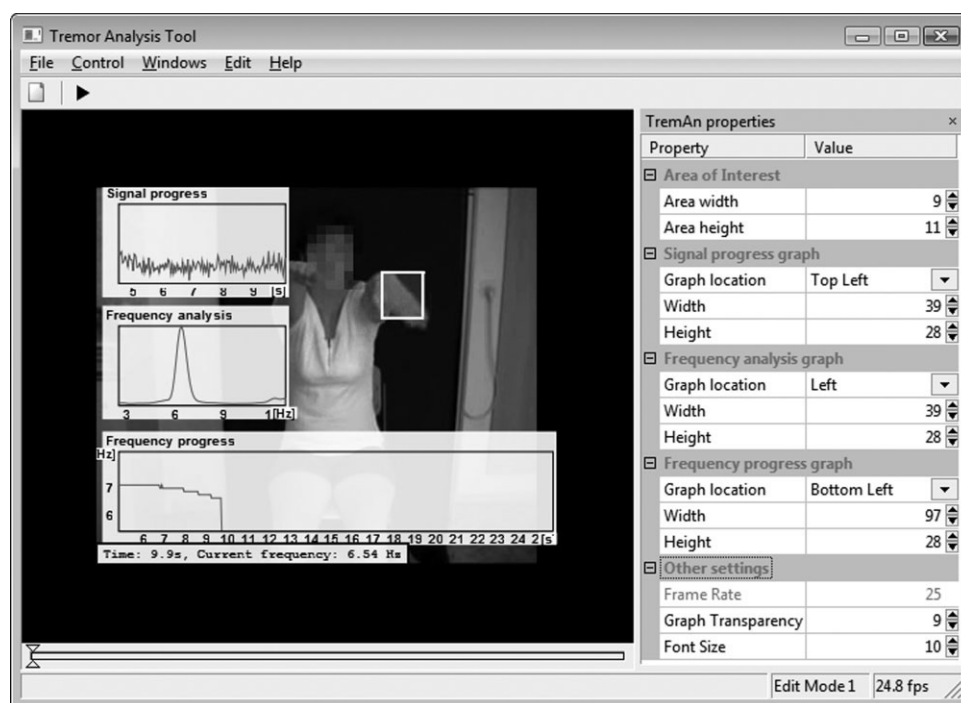 Tremor Analysis Tool
File Control Windows Edit Help
Signal progress
5 6 7 8 9 [s]
Frequency analysis
3 6 9 1[Hz]
Frequency progress
Hz]
7
6
6 7 8 9 10 11 12 13 14 15 16 17 18 19 20 21 22 23 24 2[s
Time: 9.9s, Current frequency: 6.54 Hz
TremAn properties ×
Property Value
Area of Interest
Area width 9
Area height 11
Signal progress graph
Graph location Top Left
Width 39
Height 28
Frequency analysis graph
Graph location Left
Width 39
Height 28
Frequency progress graph
Graph location Bottom Left
Width 97
Height 28
Other settings
Frame Rate 25
Graph Transparency 9
Font Size 10
Edit Mode 1 24.8 fps